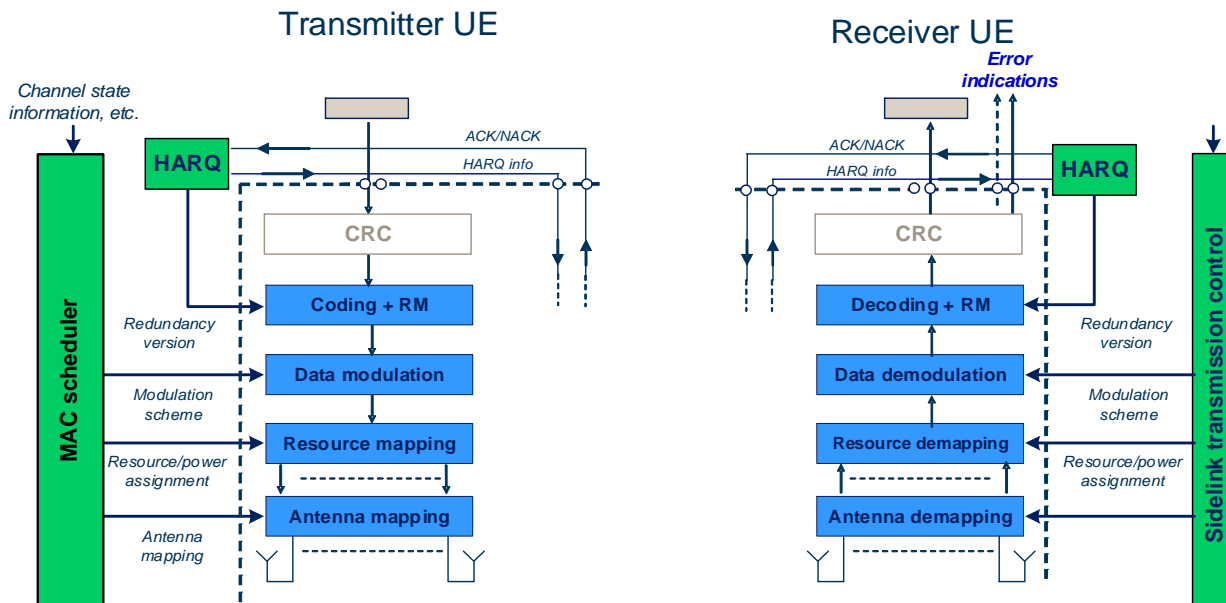 Transmitter UE
Channel state
information, etc.
HARQ
ACK/NACK
HARQ info
MAC scheduler
CRC
Coding + RM
Redundancy
version
Data modulation
Modulation
scheme
Resource mapping
Resource/power
assignment
Antenna mapping
Antenna
mapping
Receiver UE
Error
indications
ACK/NACK
HARQ info
HARQ
CRC
Decoding + RM
Redundancy
version
Data demodulation
Modulation
scheme
Resource demapping
Resource/power
assignment
Antenna demapping
Sidelink transmission control